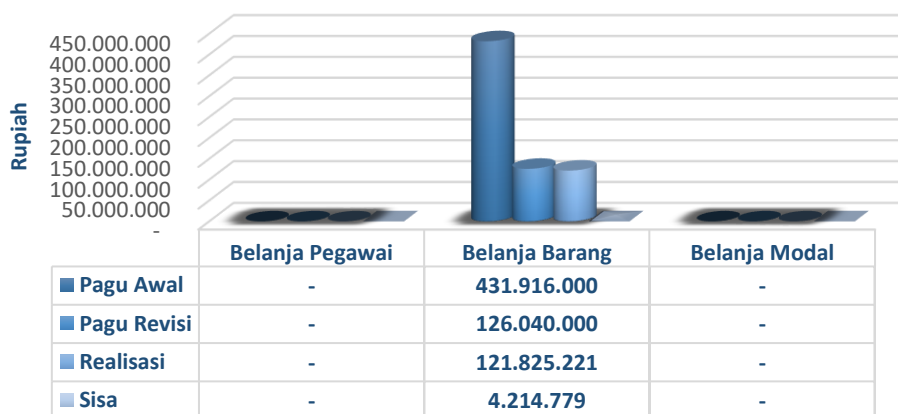 Rupiah
450.000.000
400.000.000
350.000.000
300.000.000
250.000.000
200.000.000
150.000.000
100.000.000
50.000.000
-
Belanja Pegawai Belanja Barang Belanja Modal
Pagu Awal - 431.916.000 -
Pagu Revisi - 126.040.000 -
Realisasi - 121.825.221 -
Sisa - 4.214.779 -